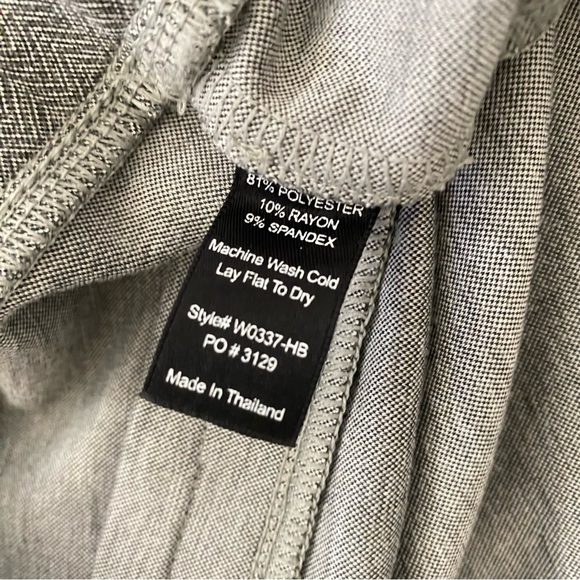 81% POLYESTER
10% RAYON
9% SPANDEX
Machine Wash Cold
Lay Flat To Dry
Style# W0337-HB
PO # 3129
Made In Thailand